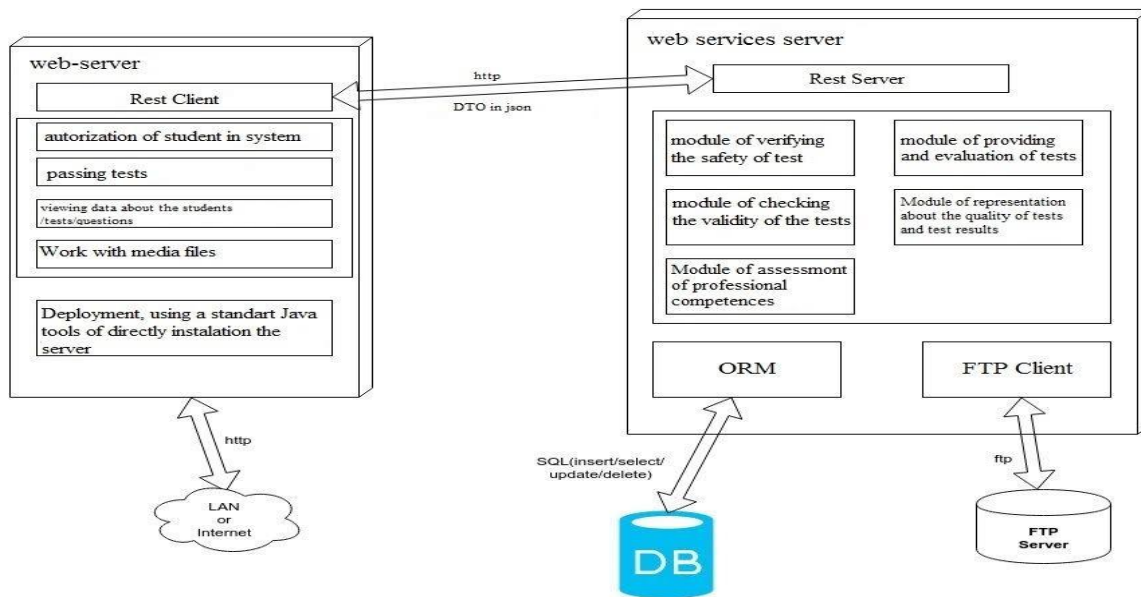 web-server
Rest Client
autorization of student in system
passing tests
viewing data about the students
/tests/questions
Work with media files
Deployment, using a standart Java
tools of directly instalation the
server
http
LAN
or
Internet
http
DTO in json
web services server
Rest Server
module of verifying
the safety of test
module of providing
and evaluation of tests
module of checking
the validity of the tests
Module of representation
about the quality of tests
and test results
Module of assessmont
of professional
competences
ORM
FTP Client
SQL(insert/select/
update/delete)
ftp
DB
FTP
Server